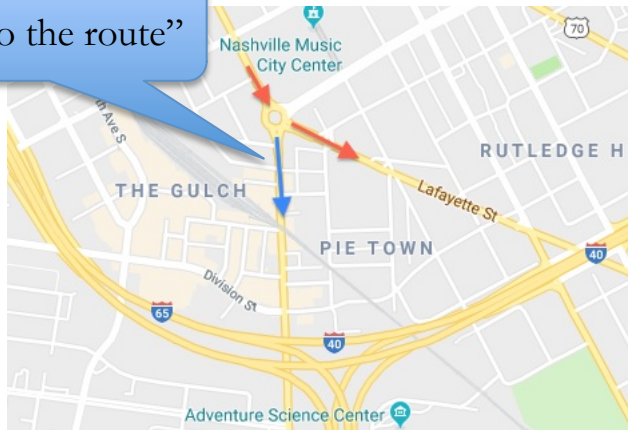 o the route”
Nashville Music
City Center
70
h Ave S
RUTLEDGE H
THE GULCH
Lafayette St
PIE TOWN
40
Division St
65
40
Adventure Science Center